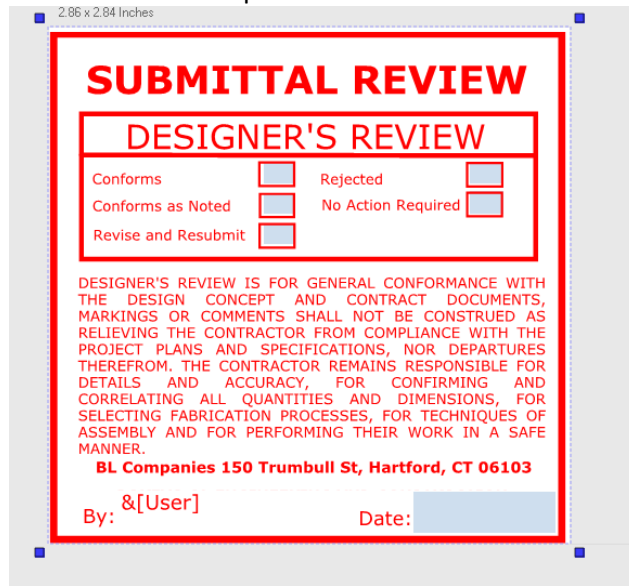 2.86 x 2.84 Inches
SUBMITTAL REVIEW
DESIGNER'S REVIEW
Conforms
Rejected
Conforms as Noted
No Action Required
Revise and Resubmit
DESIGNER'S REVIEW IS FOR GENERAL CONFORMANCE WITH
THE DESIGN CONCEPT AND CONTRACT DOCUMENTS,
MARKINGS OR COMMENTS SHALL NOT BE CONSTRUED AS
RELIEVING THE CONTRACTOR FROM COMPLIANCE WITH THE
PROJECT PLANS AND SPECIFICATIONS, NOR DEPARTURES
THEREFROM. THE CONTRACTOR REMAINS RESPONSIBLE FOR
DETAILS AND ACCURACY, FOR CONFIRMING AND
CORRELATING ALL QUANTITIES AND DIMENSIONS, FOR
SELECTING FABRICATION PROCESSES, FOR TECHNIQUES OF
ASSEMBLY AND FOR PERFORMING THEIR WORK IN A SAFE
MANNER.
BL Companies 150 Trumbull St, Hartford, CT 06103
By: &[User]
Date: